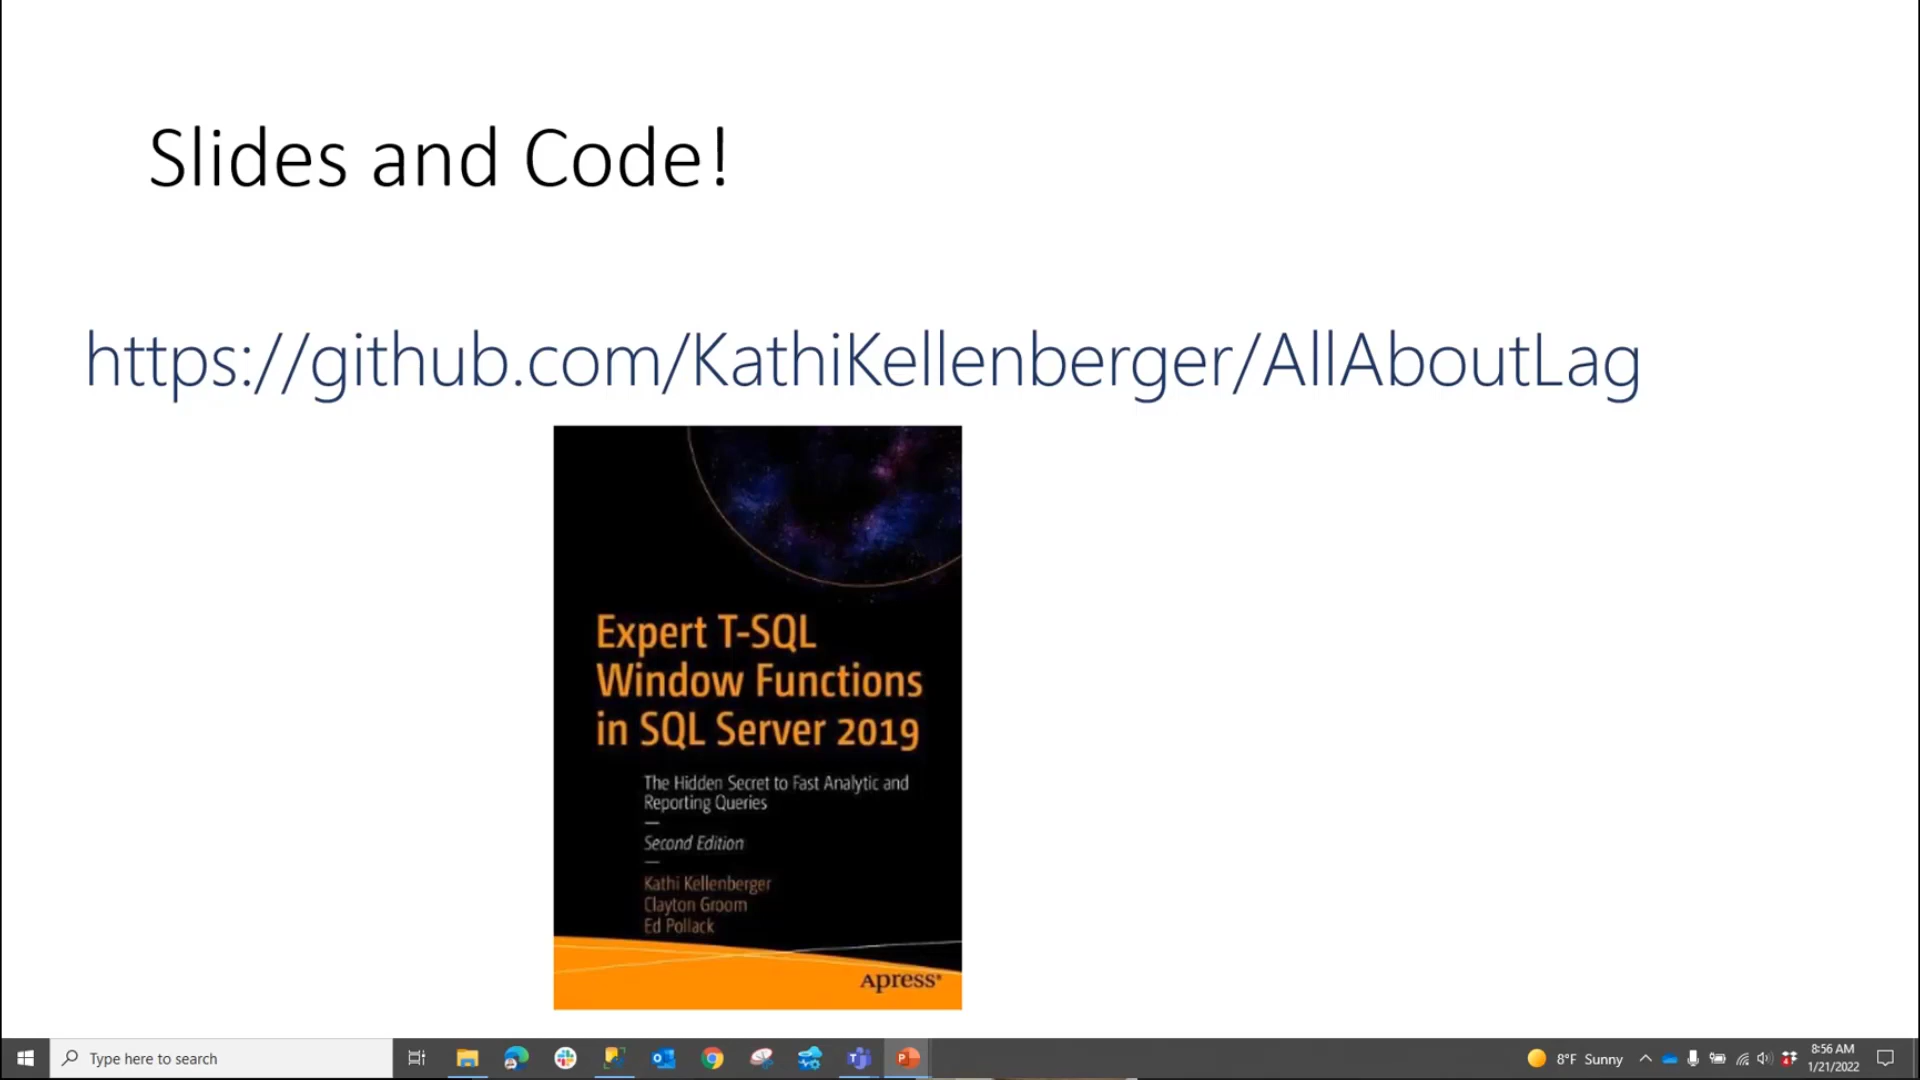 Slides and Code!
https://github.com/KathiKellenberger/AllAboutLag
Expert T-SQL
Window Functions
in SQL Server 2019
The Hidden Secret to Fast Analytic and
Reporting Queries
—
Second Edition
—
Kathi Kellenberger
Clayton Groom
Ed Pollack
Apress®
Type here to search
8°F Sunny
8:56 AM
1/21/2022